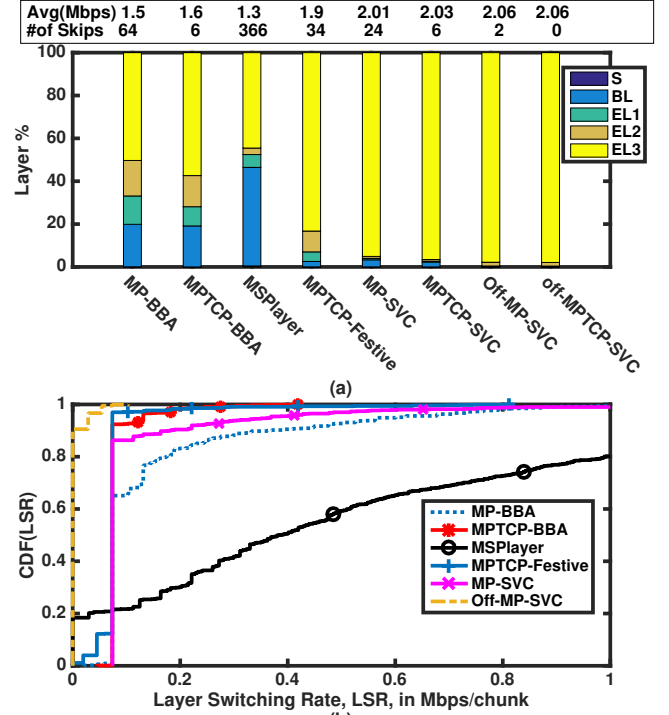 Avg(Mbps) 1.5 1.6 1.3 1.9 2.01 2.03 2.06 2.06
# of Skips 64 6 366 34 24 6 2 0
100
80
60
40
20
0
Layer %
S
BL
EL1
EL2
EL3
MP-BBA
MPTCP-BBA
MSPlayer
MPTCP-Festive
MP-SVC
MPTCP-SVC
Off-MP-SVC
off-MPTCP-SVC
(a)
1
0.8
0.6
0.4
0.2
0
CDF(LSR)
MP-BBA
MPTCP-BBA
MSPlayer
MPTCP-Festive
MP-SVC
Off-MP-SVC
0 0.2 0.4 0.6 0.8 1
Layer Switching Rate, LSR, in Mbps/chunk